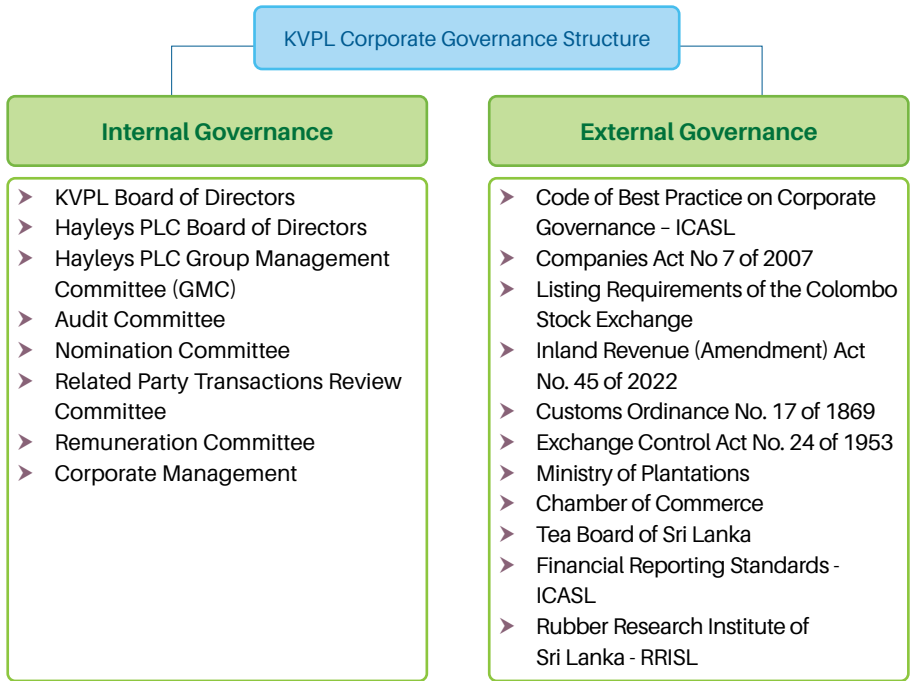 KVPL Corporate Governance Structure
Internal Governance
KVPL Board of Directors
Hayleys PLC Board of Directors
Hayleys PLC Group Management
Committee (GMC)
Audit Committee
Nomination Committee
Related Party Transactions Review
Committee
Remuneration Committee
Corporate Management
External Governance
Code of Best Practice on Corporate
Governance – ICASL
Companies Act No 7 of 2007
Listing Requirements of the Colombo
Stock Exchange
Inland Revenue (Amendment) Act
No. 45 of 2022
Customs Ordinance No. 17 of 1869
Exchange Control Act No. 24 of 1953
Ministry of Plantations
Chamber of Commerce
Tea Board of Sri Lanka
Financial Reporting Standards -
ICASL
Rubber Research Institute of
Sri Lanka - RRISL